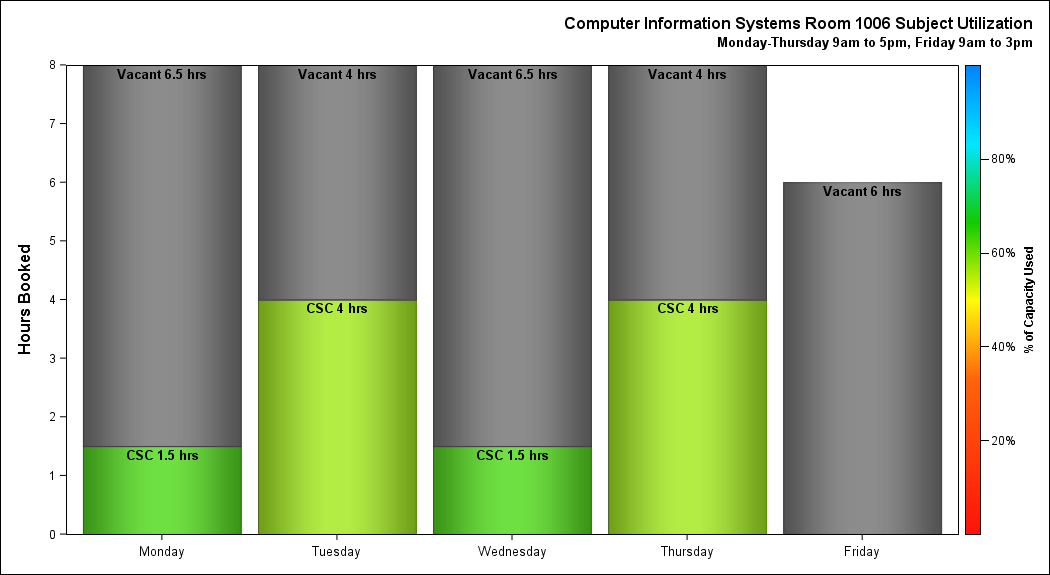 Computer Information Systems Room 1006 Subject Utilization
Monday-Thursday 9am to 5pm, Friday 9am to 3pm
Hours Booked
8
7
6
5
4
3
2
1
0
Vacant 6.5 hrs
Vacant 4 hrs
Vacant 6.5 hrs
Vacant 4 hrs
Vacant 6 hrs
CSC 4 hrs
CSC 4 hrs
CSC 1.5 hrs
CSC 1.5 hrs
Monday
Tuesday
Wednesday
Thursday
Friday
80%
60%
40%
20%
% of Capacity Used